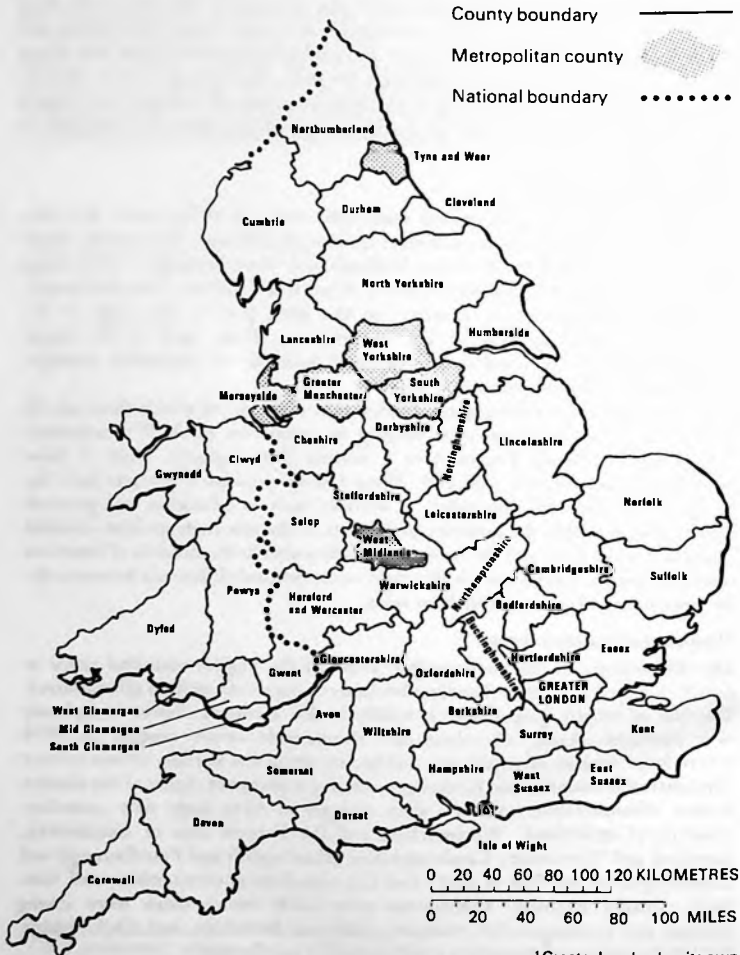 County boundary
Metropolitan county
National boundary
Northumberland
Tyne and Wear
Cleveland
Durham
Cumbria
North Yorkshire
Lancashire
West
Yorkshire
Humberside
Merseyside
Greater
Manchester
South
Yorkshire
Cheshire
Derbyshire
Nottinghamshire
Lincolnshire
Clwyd
Gwynedd
Staffordshire
Salop
Leicestershire
Norfolk
West
Midlands
Powys
Hereford
and Worcester
Warwickshire
Northamptonshire
Cambridgeshire
Suffolk
Bedfordshire
Dyfed
Gwent
Gloucestershire
Oxfordshire
Buckinghamshire
Hertfordshire
Essex
GREATER
LONDON
West Glamorgan
Mid Glamorgan
South Glamorgan
Avon
Wiltshire
Berkshire
Surrey
Kent
Somerset
Hampshire
West
Sussex
East
Sussex
Devon
Dorset
Isle of Wight
Cornwall
0 20 40 60 80 100 120 KILOMETRES
0 20 40 60 80 100 MILES